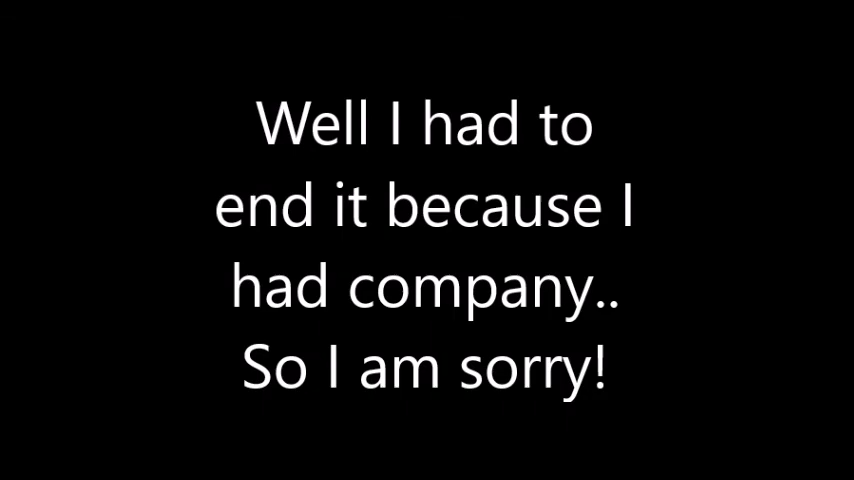 Well I had to
end it because I
had company..
So I am sorry!